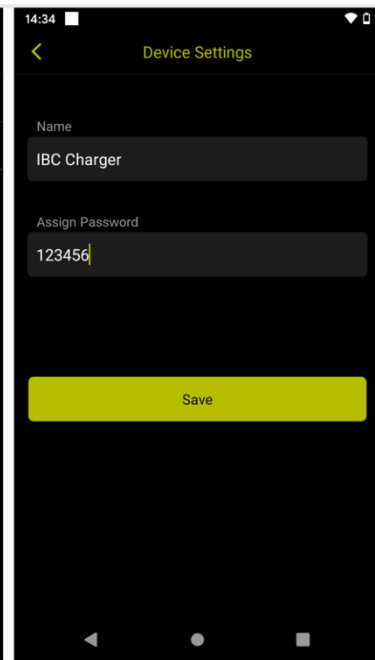 14:34
Device Settings
Name
IBC Charger
Assign Password
123456
Save